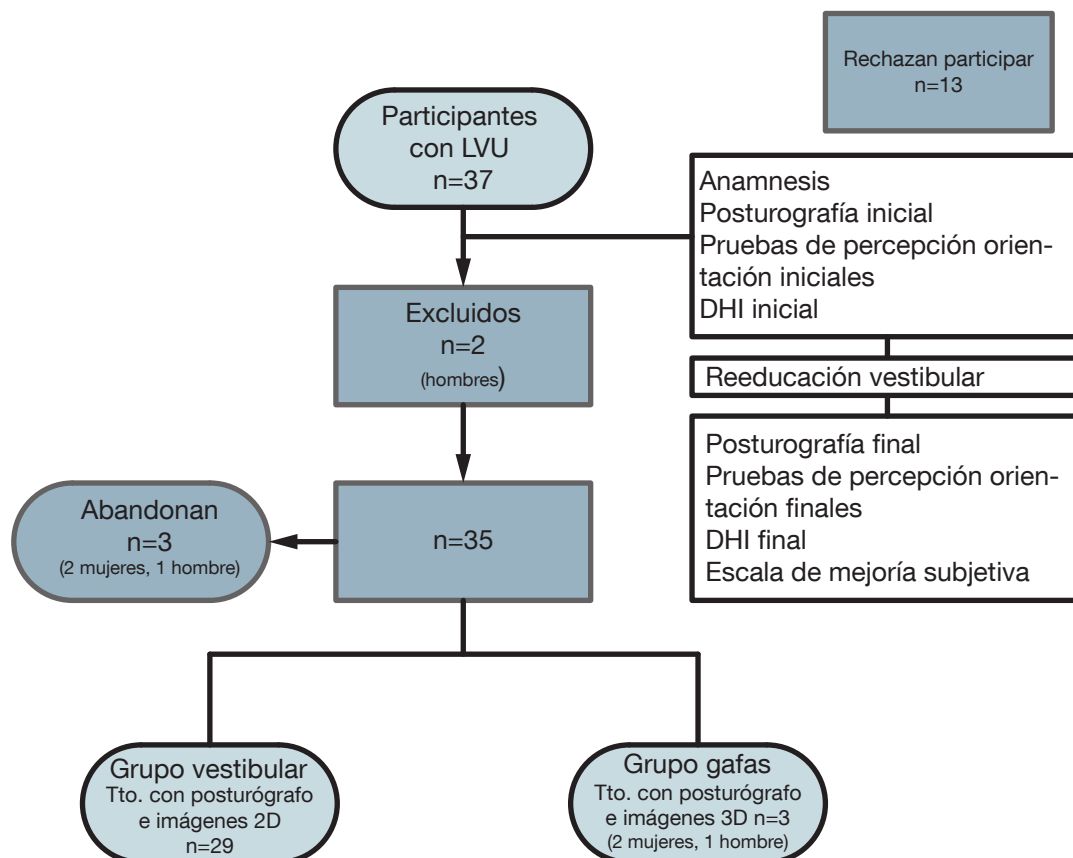 Rechazan participar
n=13
Participantes
con LVU
n=37
Anamnesis
Posturografía inicial
Pruebas de percepción orien-
tación iniciales
DHI inicial
Excluidos
n=2
(hombres)
Reeducación vestibular
Posturografía final
Pruebas de percepción orien-
tación finales
DHI final
Escala de mejoría subjetiva
Abandonan
n=3
(2 mujeres, 1 hombre)
n=35
Grupo vestibular
Tto. con posturógrafo
e imágenes 2D
n=29
Grupo gafas
Tto. con posturógrafo
e imágenes 3D n=3
(2 mujeres, 1 hombre)